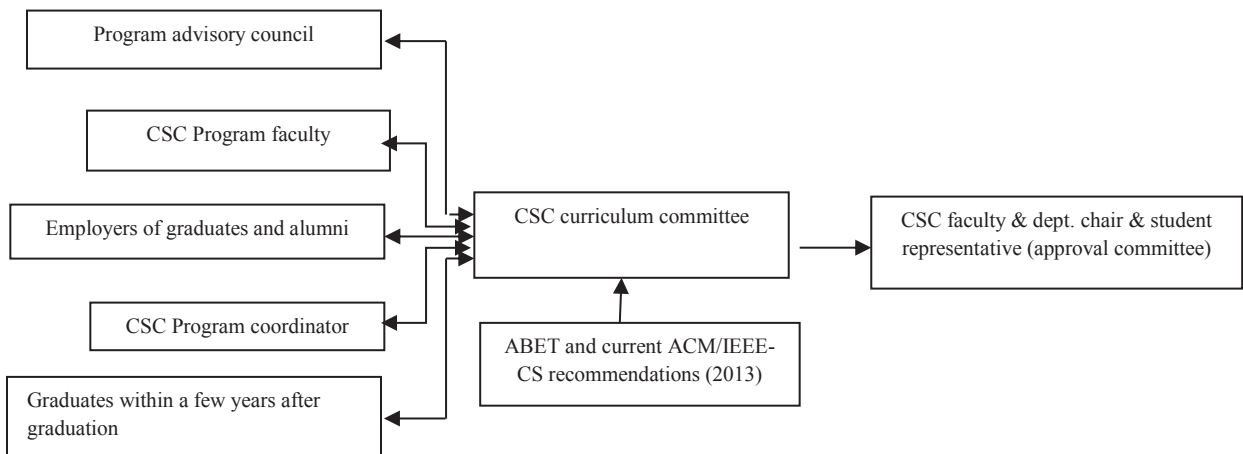 Program advisory council
CSC Program faculty
Employers of graduates and alumni
CSC Program coordinator
Graduates within a few years after
graduation
CSC curriculum committee
ABET and current ACM/IEEE-
CS recommendations (2013)
CSC faculty & dept. chair & student
representative (approval committee)